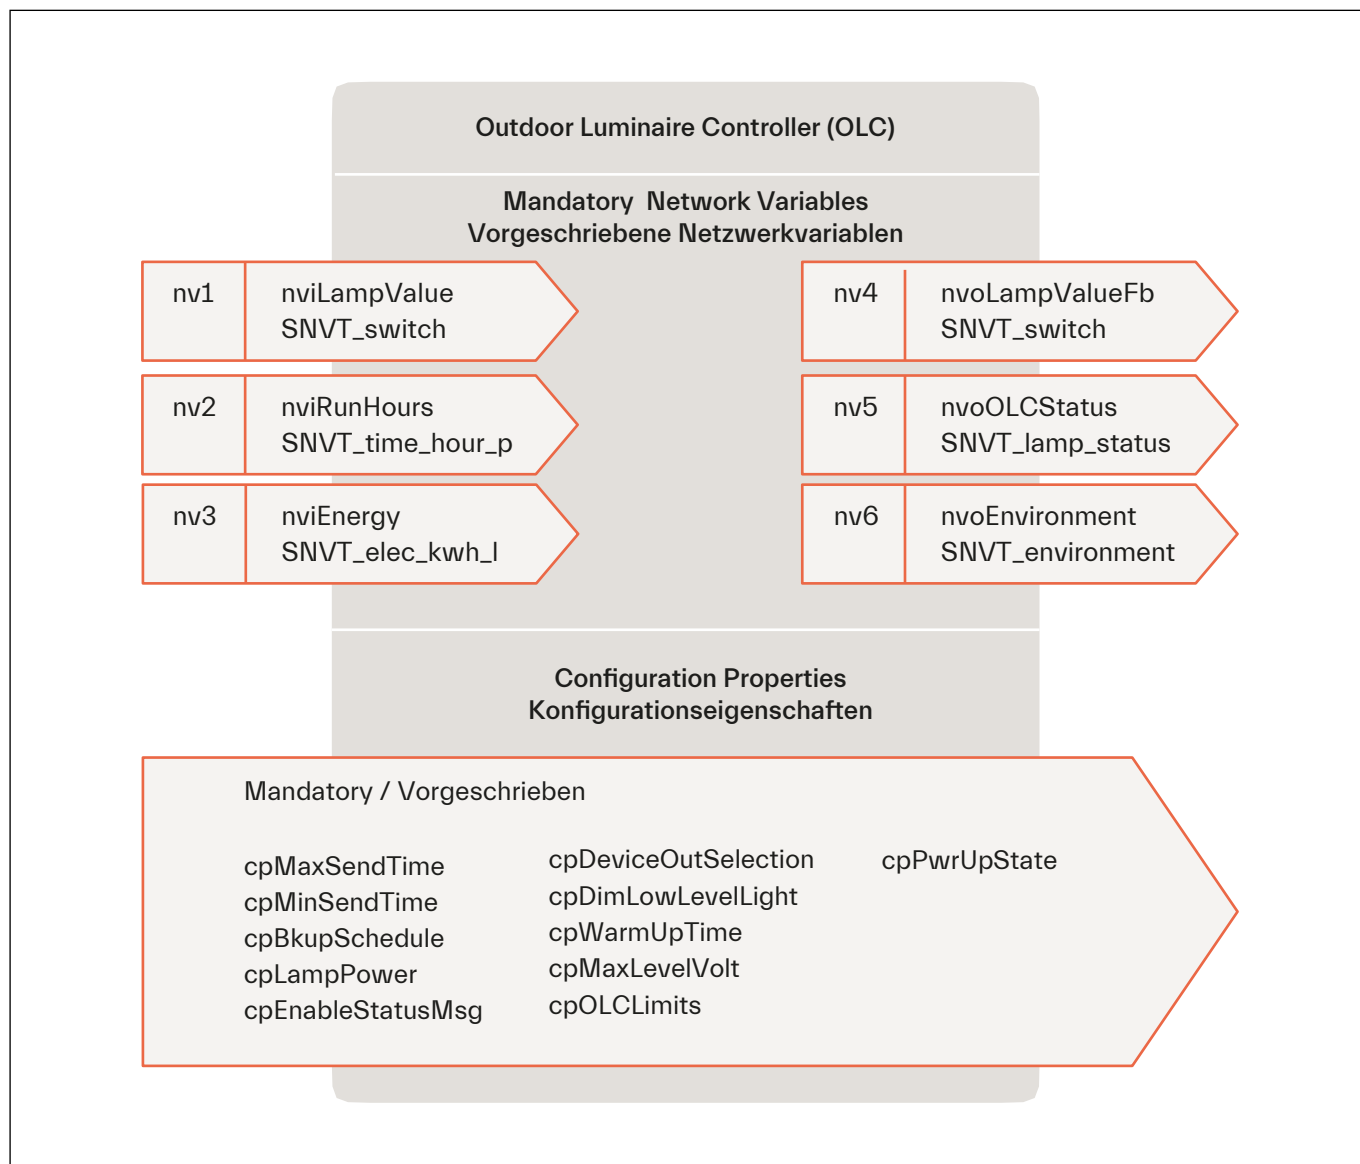 Outdoor Luminaire Controller (OLC)
Mandatory Network Variables
Vorgeschriebene Netzwerkvariablen
nv1
nviLampValue
SNVT_switch
nv2
nviRunHours
SNVT_time_hour_p
nv3
nviEnergy
SNVT_elec_kwh_l
nv4
nvoLampValueFb
SNVT_switch
nv5
nvoOLCStatus
SNVT_lamp_status
nv6
nvoEnvironment
SNVT_environment
Configuration Properties
Konfigurationseigenschaften
Mandatory / Vorgeschrieben
cpMaxSendTime
cpMinSendTime
cpBkupSchedule
cpLampPower
cpEnableStatusMsg
cpDeviceOutSelection
cpDimLowLevelLight
cpWarmUpTime
cpMaxLevelVolt
cpOLCLimits
cpPwrUpState